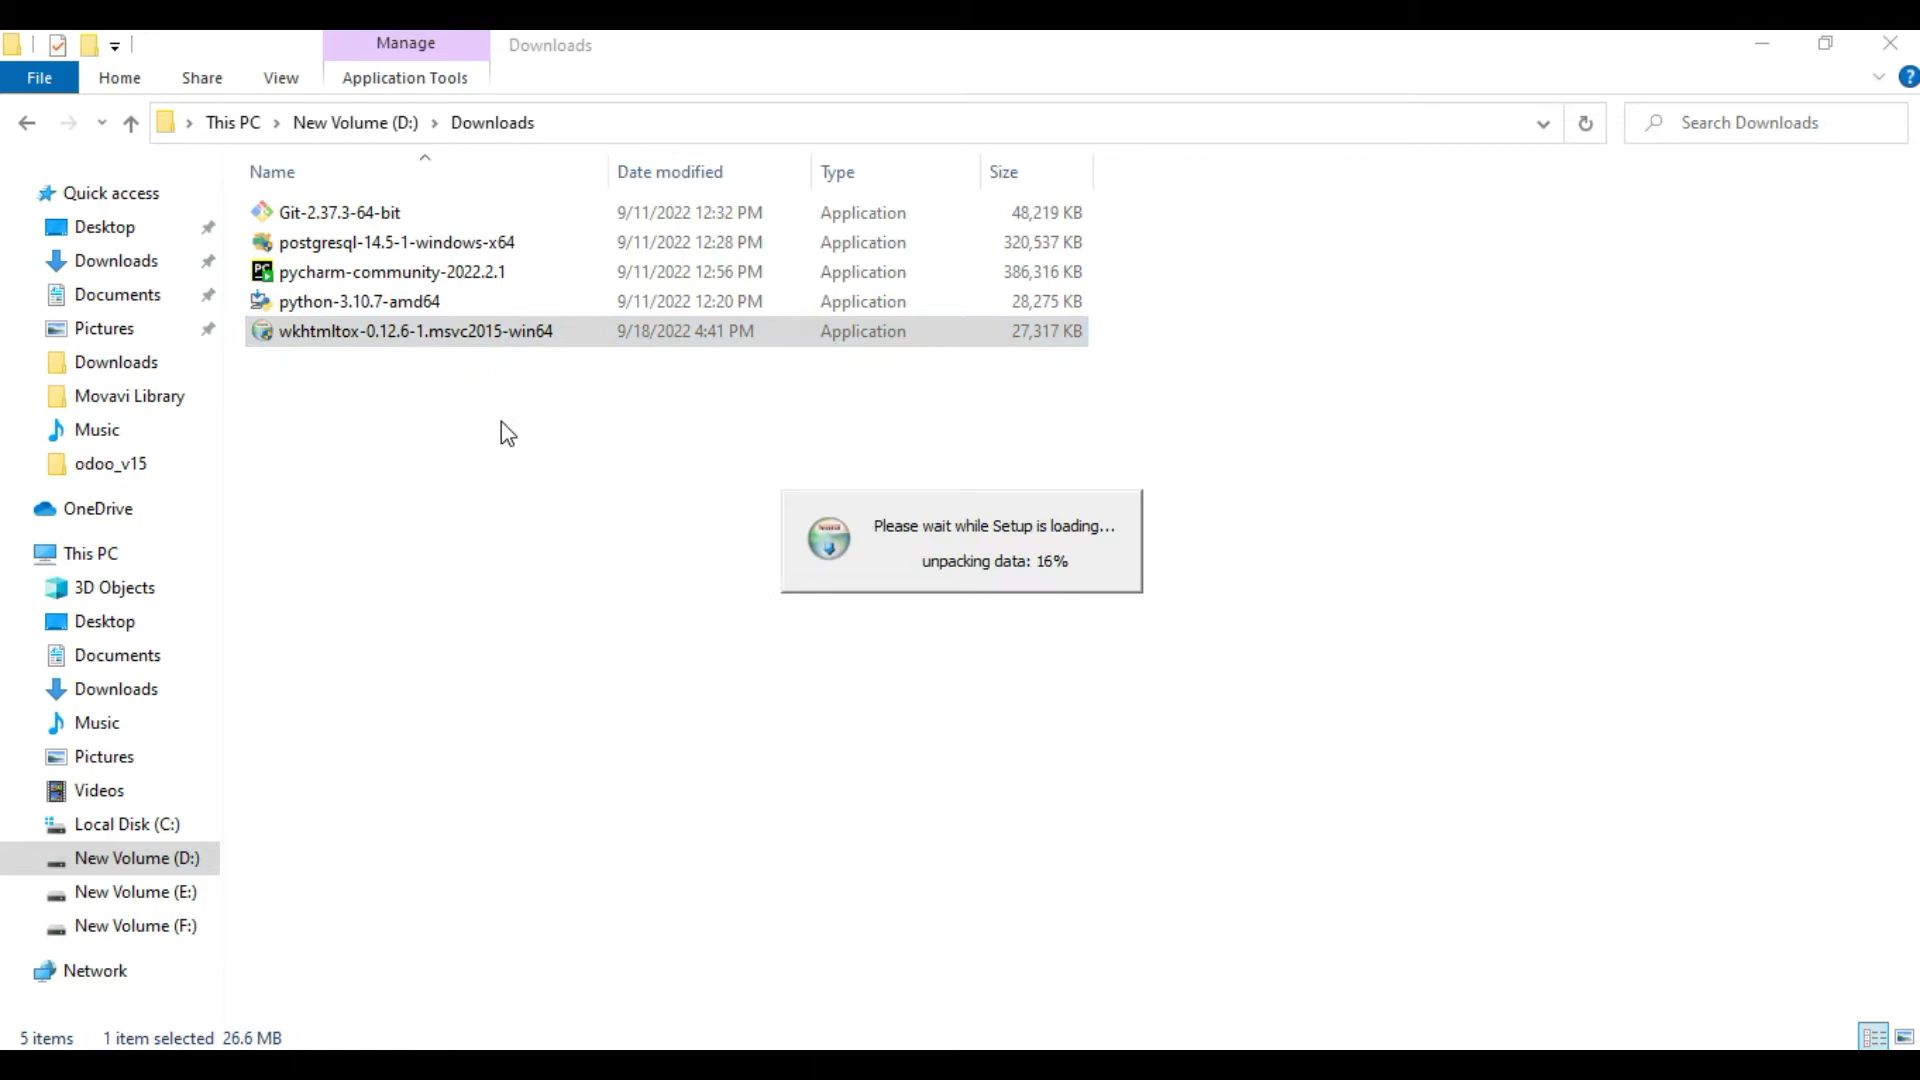 Manage
Downloads
File
Home
Share
View
Application Tools
This PC
New Volume (D:)
Downloads
Search Downloads
Name
Date modified
Type
Size
Git-2.37.3-64-bit 9/11/2022 12:32 PM Application 48,219 KB
postgresql-14.5-1-windows-x64 9/11/2022 12:28 PM Application 320,537 KB
pycharm-community-2022.2.1 9/11/2022 12:56 PM Application 386,316 KB
python-3.10.7-amd64 9/11/2022 12:20 PM Application 28,275 KB
wkhtmltox-0.12.6-1.msvc2015-win64 9/18/2022 4:41 PM Application 27,317 KB
Quick access
Desktop
Downloads
Documents
Pictures
Downloads
Movavi Library
Music
odoo_v15
OneDrive
This PC
3D Objects
Desktop
Documents
Downloads
Music
Pictures
Videos
Local Disk (C:)
New Volume (D:)
New Volume (E:)
New Volume (F:)
Network
Please wait while Setup is loading...
unpacking data: 16%
5 items 1 item selected 26.6 MB